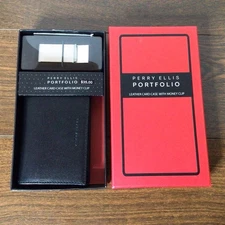 PERRY ELLIS
PORTFOLIO
LEATHER CARD CASE WITH MONEY CLIP
PERRY ELLIS
PORTFOLIO
LEATHER CARD CASE WITH MONEY CLIP